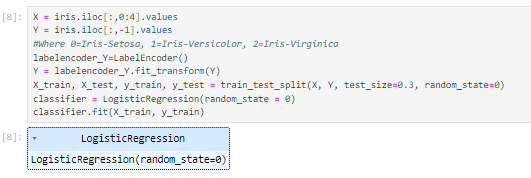 [8]: X = iris.iloc[:,0:4].values
Y = iris.iloc[:,-1].values
#Where 0=Iris-Setosa, 1=Iris-Versicolor, 2=Iris-Virginica
labelencoder_Y=LabelEncoder()
Y = labelencoder_Y.fit_transform(Y)
X_train, X_test, y_train, y_test = train_test_split(X, Y, test_size=0.3, random_state=0)
classifier = LogisticRegression(random_state = 0)
classifier.fit(X_train, y_train)
[8]: LogisticRegression
LogisticRegression(random_state=0)